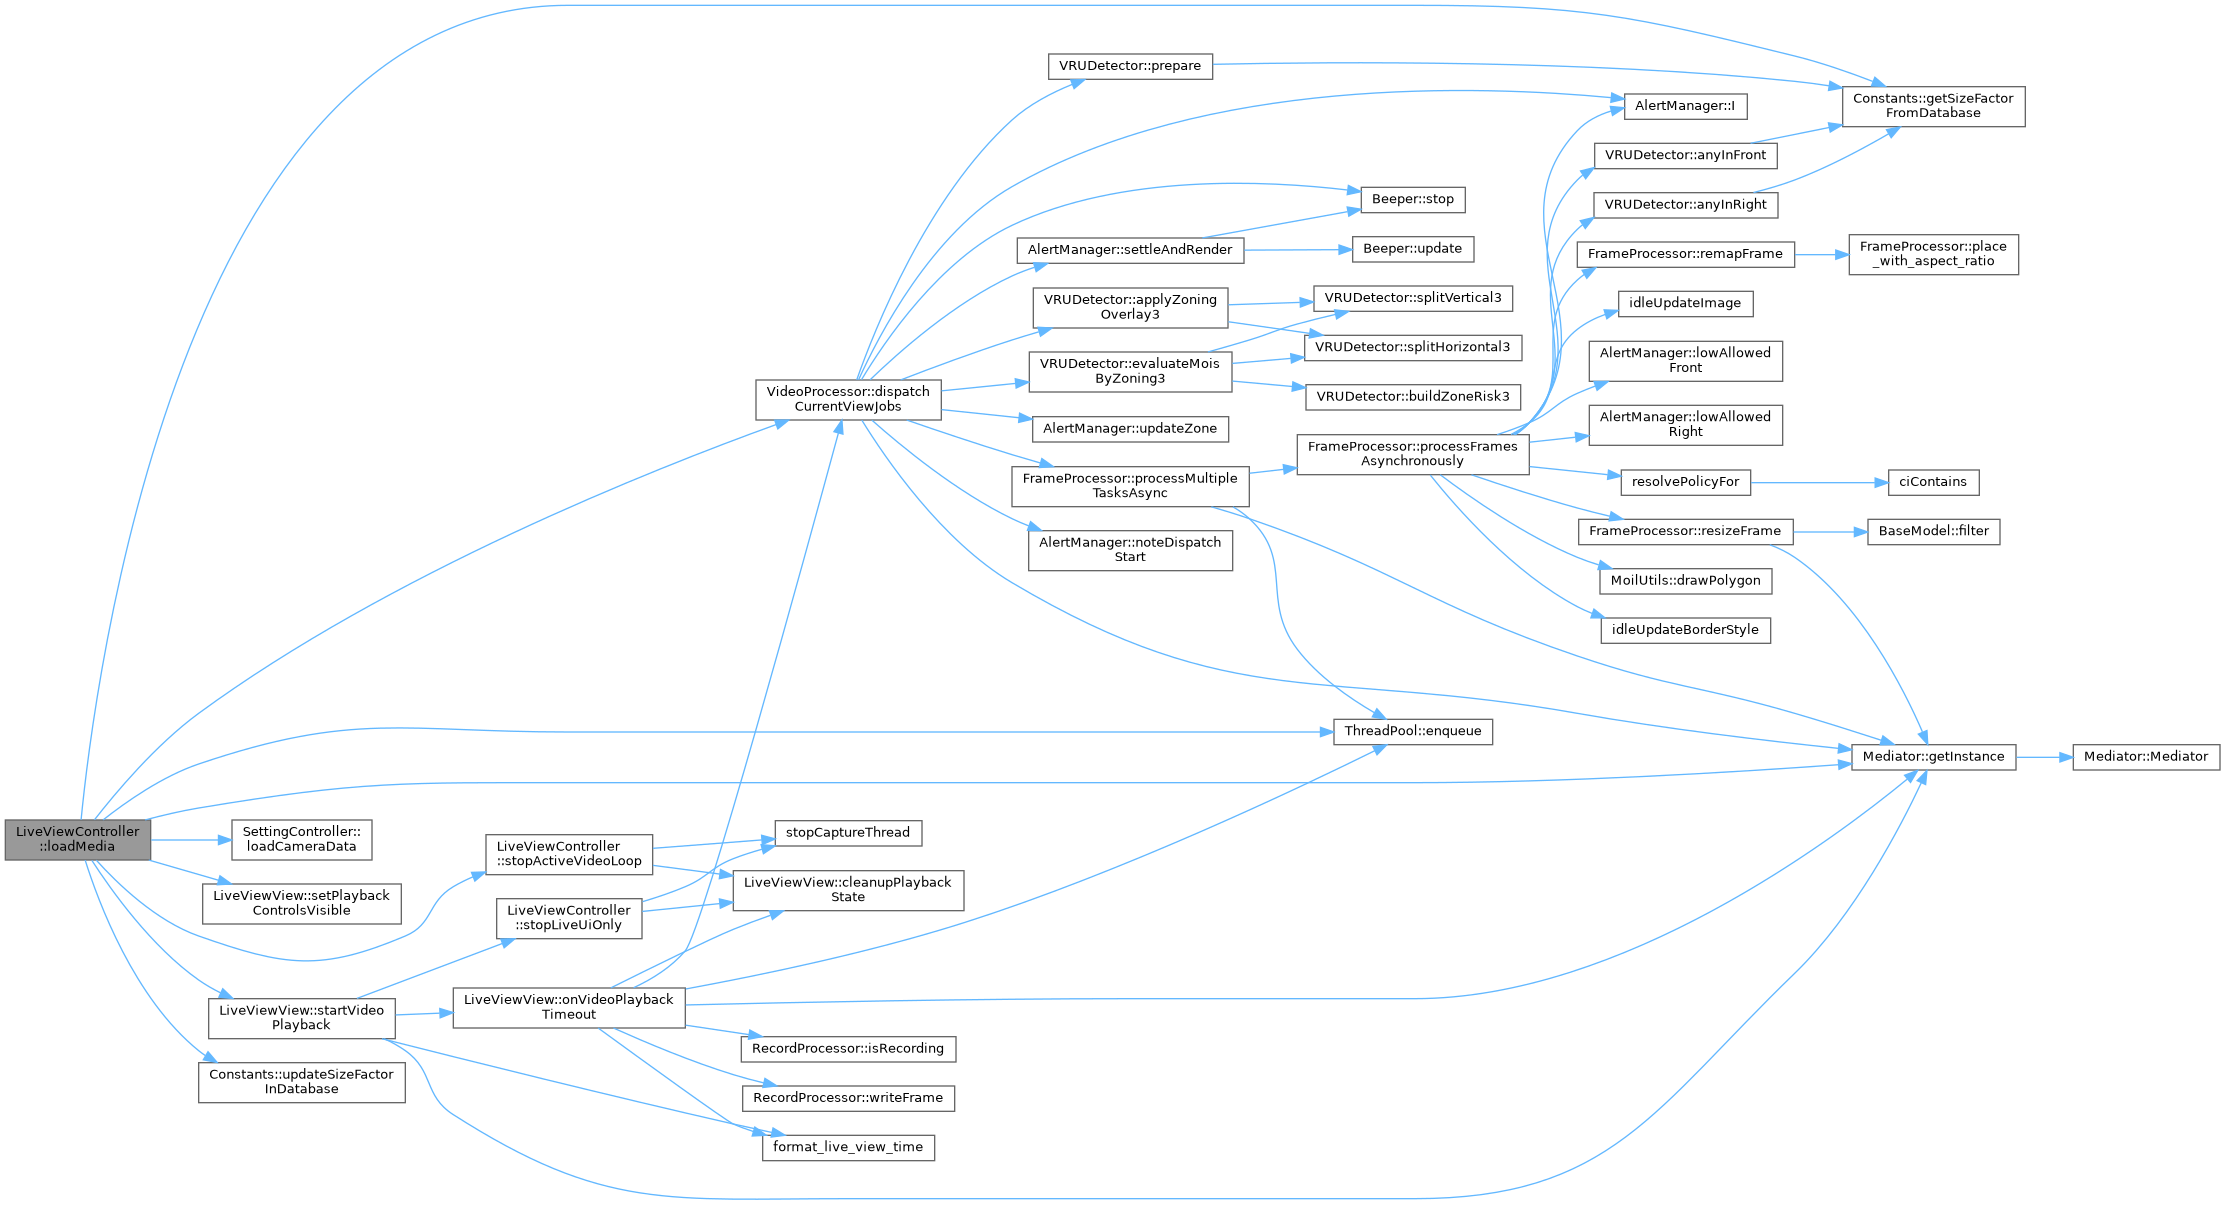 LiveViewController
::loadMedia
SettingController::
loadCameraData
LiveViewView::setPlayback
ControlsVisible
LiveViewView::startVideo
Playback
Constants::updateSizeFactor
InDatabase
LiveViewController
::stopActiveVideoLoop
LiveViewController
::stopLiveUiOnly
LiveViewView::onVideoPlayback
Timeout
VideoProcessor::dispatch
CurrentViewJobs
stopCaptureThread
LiveViewView::cleanupPlayback
State
RecordProcessor::isRecording
RecordProcessor::writeFrame
format_live_view_time
VRUDetector::prepare
AlertManager::settleAndRender
VRUDetector::applyZoning
Overlay3
VRUDetector::evaluateMois
ByZoning3
AlertManager::updateZone
FrameProcessor::processMultiple
TasksAsync
AlertManager::noteDispatch
Start
Beeper::stop
Beeper::update
VRUDetector::splitVertical3
VRUDetector::splitHorizontal3
VRUDetector::buildZoneRisk3
FrameProcessor::processFrames
Asynchronously
ThreadPool::enqueue
AlertManager::I
VRUDetector::anyInFront
VRUDetector::anyInRight
FrameProcessor::remapFrame
idleUpdateImage
AlertManager::lowAllowed
Front
AlertManager::lowAllowed
Right
resolvePolicyFor
FrameProcessor::resizeFrame
MoilUtils::drawPolygon
idleUpdateBorderStyle
Constants::getSizeFactor
FromDatabase
FrameProcessor::place
_with_aspect_ratio
ciContains
BaseModel::filter
Mediator::getInstance
Mediator::Mediator